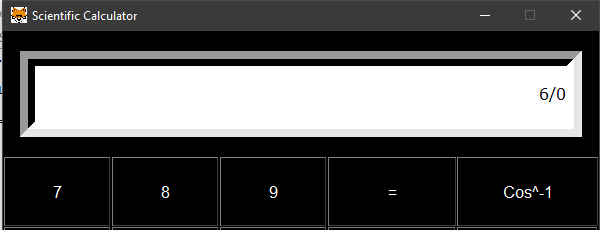 Scientific Calculator
6/0
7 8 9 = Cos^-1